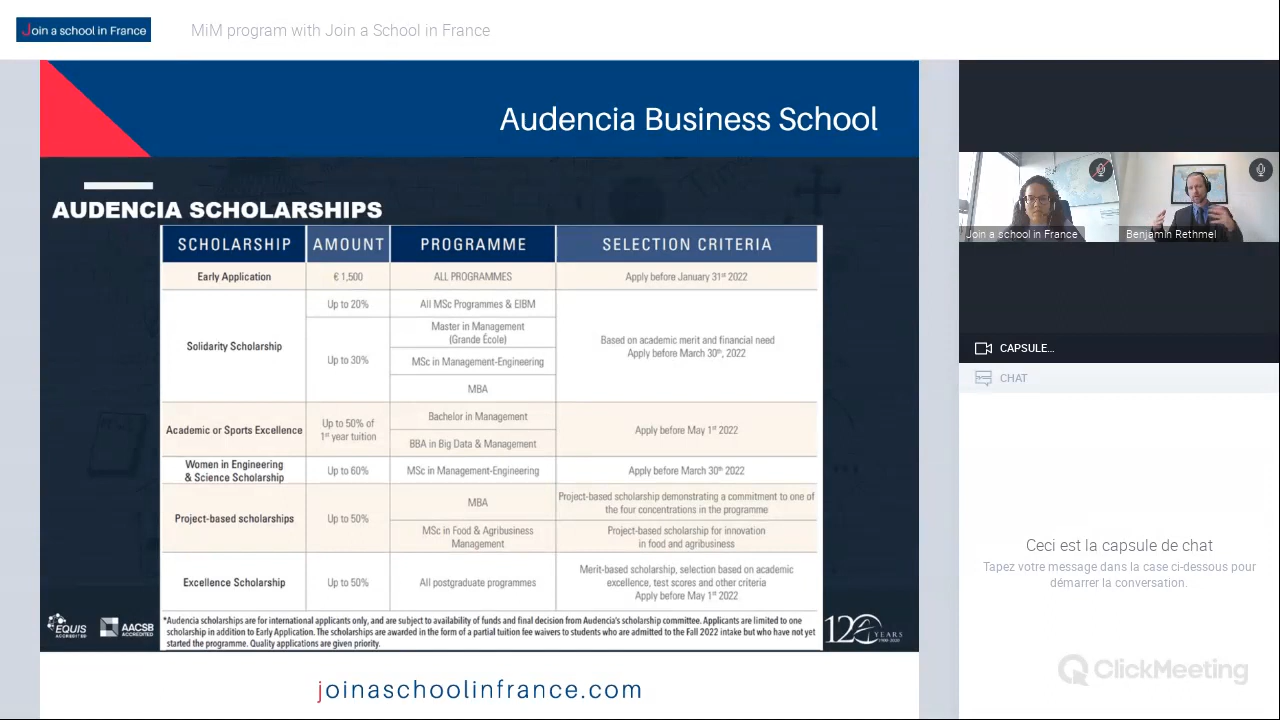 Join a school in France
MiM program with Join a School in France
Audencia Business School
AUDENCIA SCHOLARSHIPS
SCHOLARSHIP AMOUNT PROGRAMME SELECTION CRITERIA
Early Application € 1,500 ALL PROGRAMMES Apply before January 31st 2022
Solidarity Scholarship
Up to 20% All MSc Programmes & EIBM
Up to 30%
Master in Management
(Grande École)
MSc in Management-Engineering
MBA
Based on academic merit and financial need
Apply before March 30th, 2022
Academic or Sports Excellence
Up to 50% of
1st year tuition
Bachelor in Management
BBA in Big Data & Management
Apply before May 1st 2022
Women in Engineering
& Science Scholarship
Up to 60% MSc in Management-Engineering Apply before March 30th 2022
Project-based scholarships
Up to 50%
MBA
Project-based scholarship demonstrating a commitment to one of
the four concentrations in the programme
MSc in Food & Agribusiness
Management
Project-based scholarship for innovation
in food and agribusiness
Excellence Scholarship Up to 50% All postgraduate programmes
Merit-based scholarship, selection based on academic
excellence, test scores and other criteria
Apply before May 1st 2022
*Audencia scholarships are for international applicants only, and are subject to availability of funds and final decision from Audencia's scholarship committee. Applicants are limited to one
scholarship in addition to Early Application. The scholarships are awarded in the form of a partial tuition fee waivers to students who are admitted to the Fall 2022 intake but who have not yet
started the programme. Quality applications are given priority.
EQUIS
ACCREDITED
AACSB
ACCREDITED
120 YEARS
1900-2020
joinaschoolinfrance.com
Join a school in France
Benjamin Rethmel
CAPSULE...
CHAT
Ceci est la capsule de chat
Tapez votre message dans la case ci-dessous pour
démarrer la conversation.
ClickMeeting